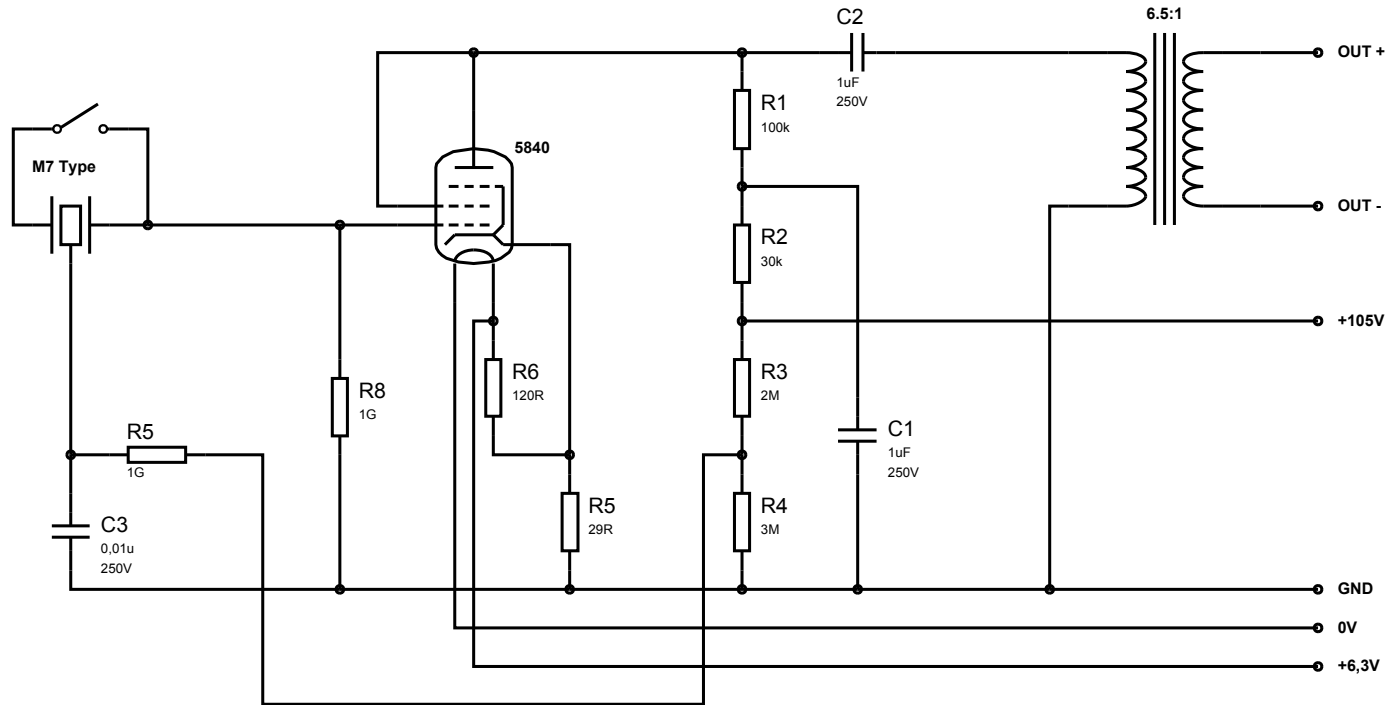 C2
1uF
250V
6.5:1
OUT +
R1
100k
M7 Type
5840
OUT -
R2
30k
+105V
R6
120R
R3
2M
R8
1G
R5
1G
C1
1uF
250V
R5
29R
R4
3M
C3
0,01u
250V
GND
0V
+6,3V